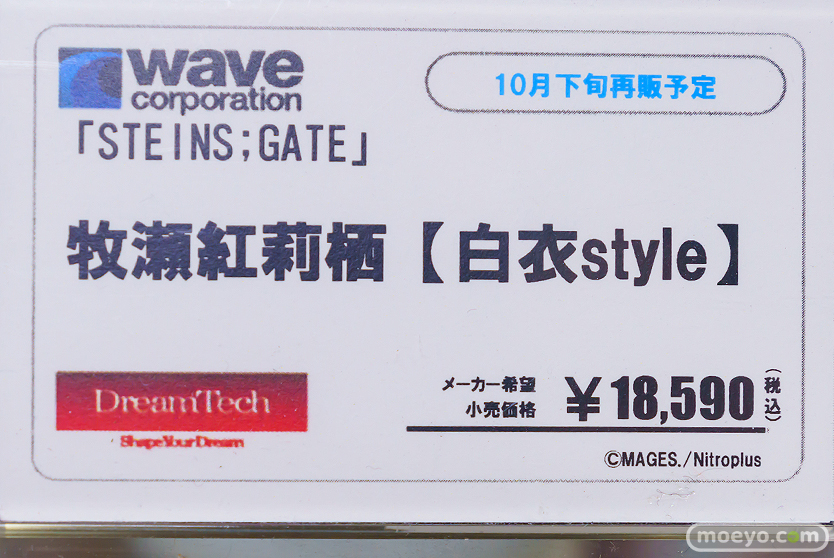 wave
corporation
10月下旬再販予定
「STEINS;GATE」
牧瀬紅莉栖【白衣style】
DreamTech
Shape Your Dream
メーカー希望
小売価格
¥18,590(税込)
©MAGES./Nitroplus
moeyo.com